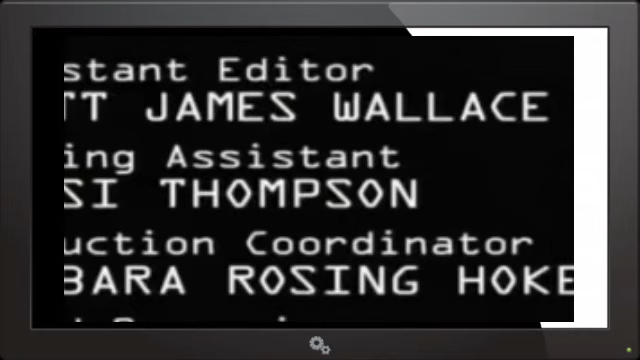 stant Editor
TT JAMES WALLACE
ing Assistant
SI THOMPSON
uction Coordinator
BARA ROSING HOKE